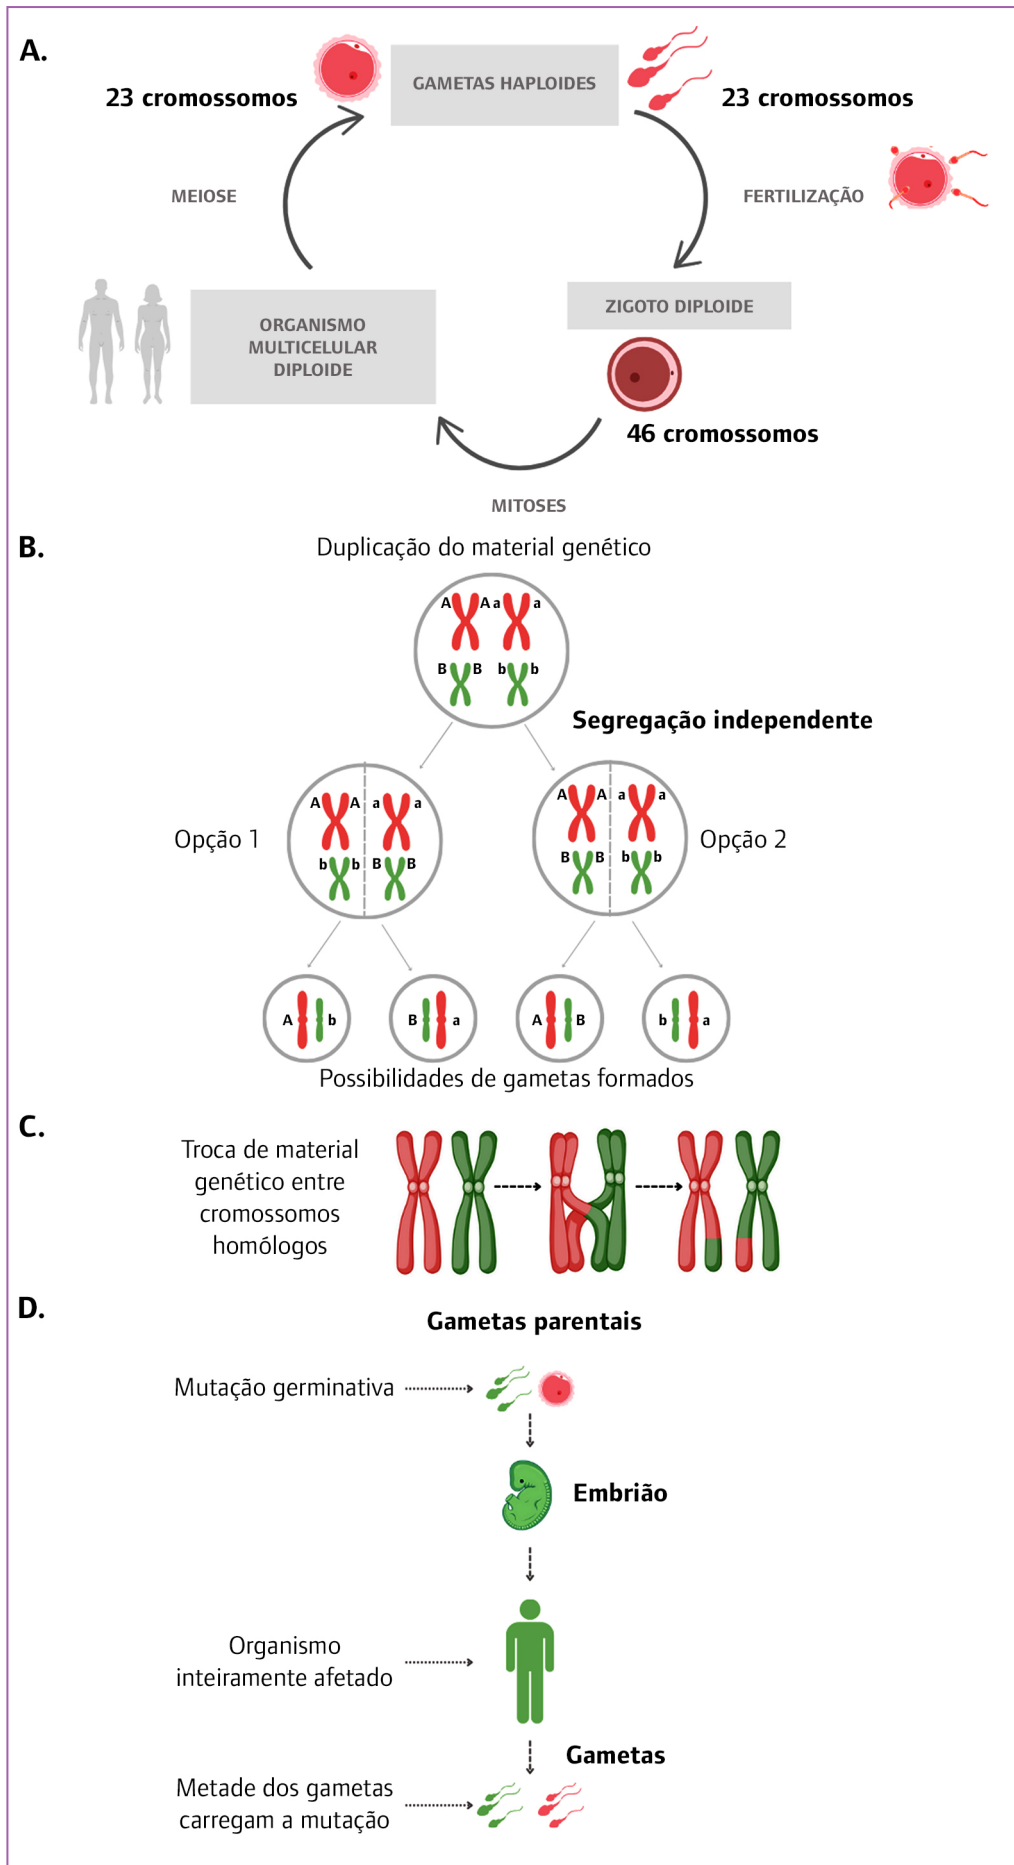 A.
GAMETAS HAPLOIDES
23 cromossomos
23 cromossomos
MEIOSE
FERTILIZAÇÃO
ORGANISMO
MULTICELULAR
DIPLOIDE
ZIGOTO DIPLOIDE
46 cromossomos
MITOSES
B.
Duplicação do material genético
A A a a
B B b b
Segregação independente
Opção 1
A A a a
b b B B
Opção 2
A A a a
B B b b
A b
B a
A B
b a
Possibilidades de gametas formados
C.
Troca de material
genético entre
cromossomos
homólogos
D.
Gametas parentais
Mutação germinativa
Embrião
Organismo
inteiramente afetado
Gametas
Metade dos gametas
carregam a mutação